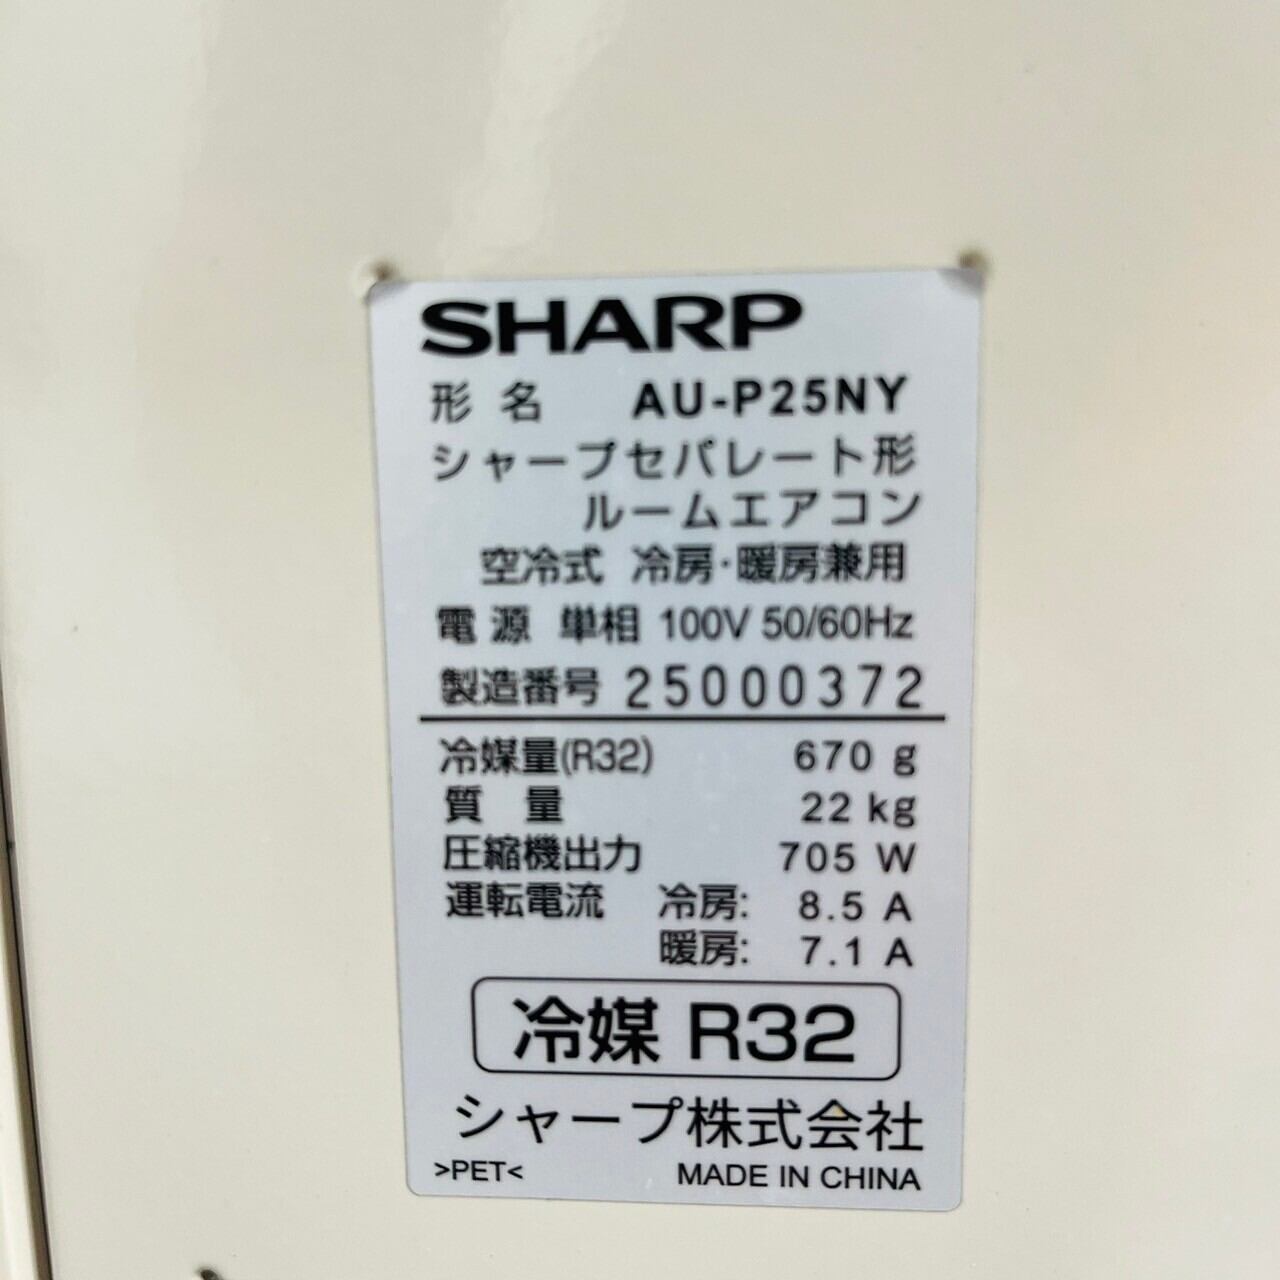 SHARP
形名 AU-P25NY
シャープセパレート形
ルームエアコン
空冷式 冷房・暖房兼用
電源 単相 100V 50/60Hz
製造番号 25000372
冷媒量(R32) 670 g
質量 22 kg
圧縮機出力 705 W
運転電流 冷房: 8.5 A
暖房: 7.1 A
冷媒 R32
シャープ株式会社
>PET< MADE IN CHINA